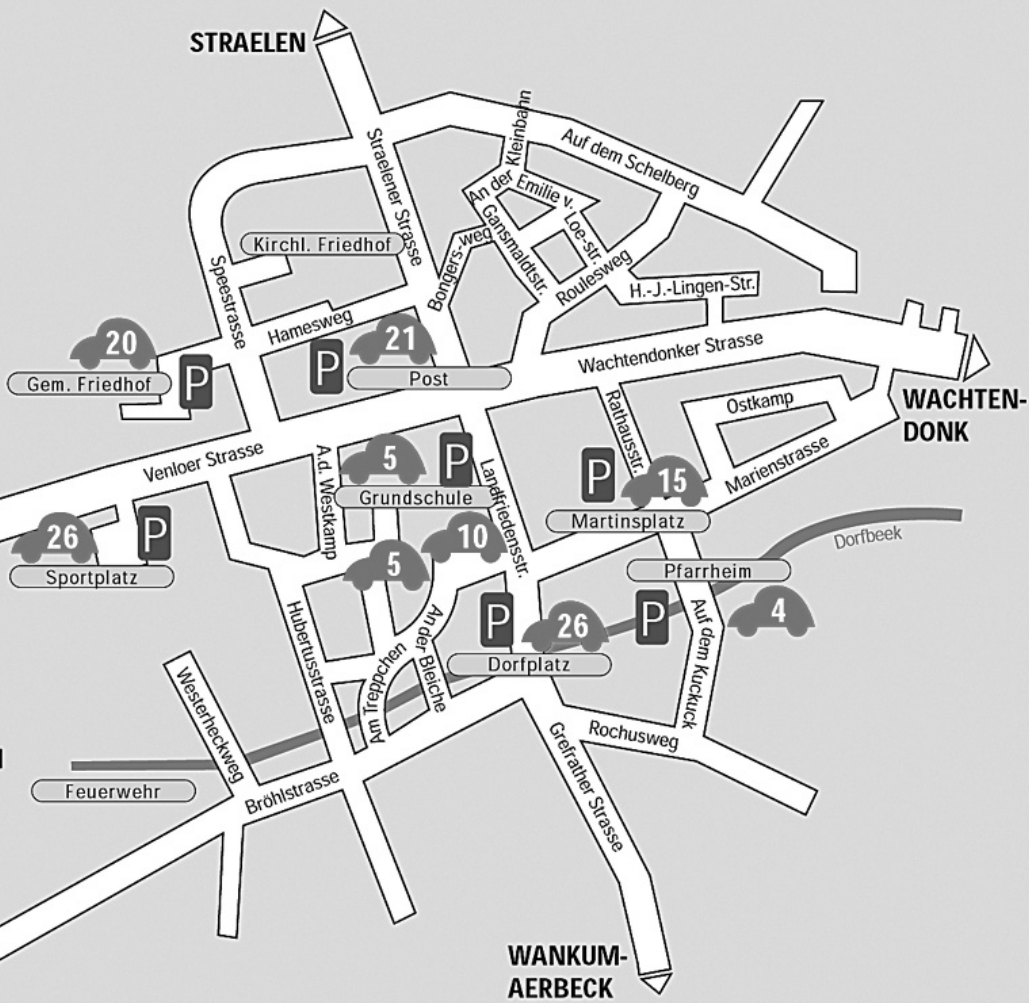 STRAELEN
Straelener Strasse
An der Kleinbahn
Auf dem Schelberg
Emilie v.
Loe-str.
Gansmaldtstr.
Bongers-weg
Kirchl. Friedhof
Speestrasse
Roulesweg
H.-J.-Lingen-Str.
Hamesweg
20
Gem. Friedhof
P
P
21
Post
Wachtendonker Strasse
WACHTEN-
DONK
Ostkamp
Rathausstr.
Marienstrasse
Venloer Strasse
A.d. Westkamp
5
P
Grundschule
Landfriedensstr.
P
15
Martinsplatz
26
P
Sportplatz
5
10
Dorfbeek
Pfarrheim
P
4
Auf dem Kuckuck
P
26
Dorfplatz
Hubertusstrasse
An der Bleiche
Am Treppchen
Westerheckweg
Rochusweg
Grefrather Strasse
Feuerwehr
Bröhlstrasse
WANKUM-
AERBECK